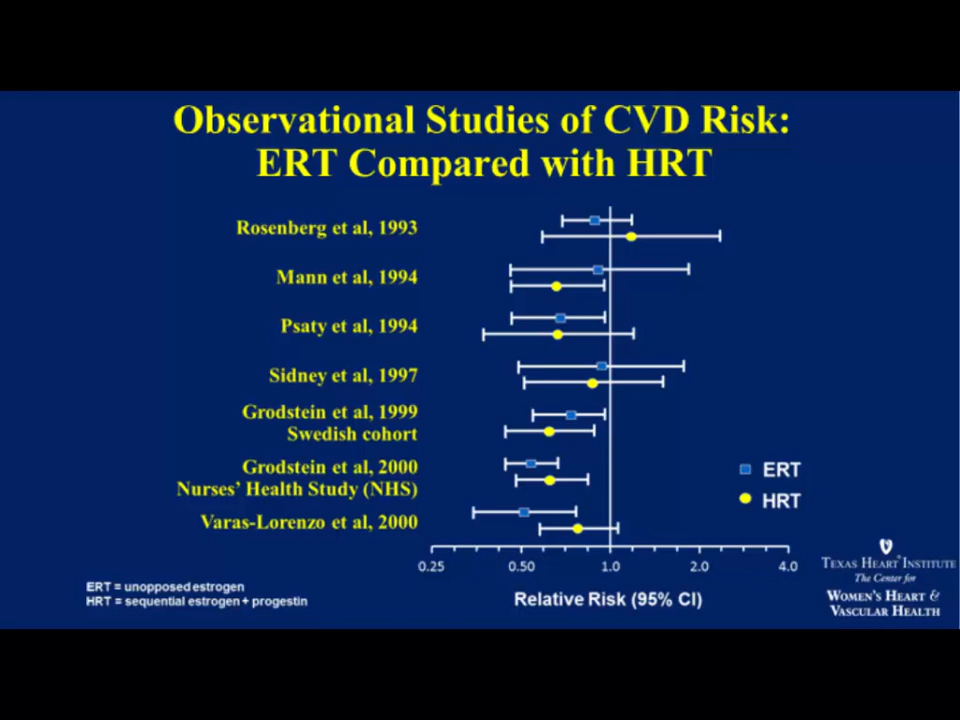 Observational Studies of CVD Risk:
ERT Compared with HRT
Rosenberg et al, 1993
Mann et al, 1994
Psaty et al, 1994
Sidney et al, 1997
Grodstein et al, 1999
Swedish cohort
Grodstein et al, 2000
Nurses' Health Study (NHS)
Varas-Lorenzo et al, 2000
ERT
HRT
0.25 0.50 1.0 2.0 4.0
Relative Risk (95% CI)
ERT = unopposed estrogen
HRT = sequential estrogen + progestin
TEXAS HEART® INSTITUTE
The Center for
WOMEN'S HEART &
VASCULAR HEALTH